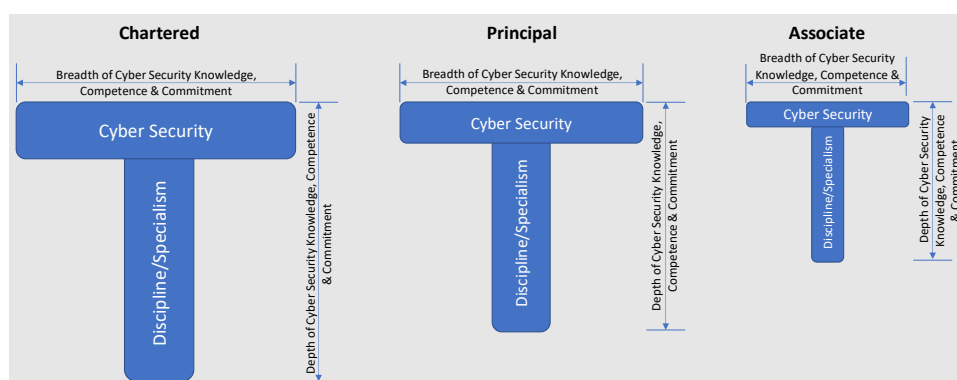 Chartered
Breadth of Cyber Security Knowledge,
Competence & Commitment
Cyber Security
Discipline/Specialism
Depth of Cyber Security Knowledge, Competence
& Commitment
Principal
Breadth of Cyber Security Knowledge,
Competence & Commitment
Cyber Security
Discipline/Specialism
Depth of Cyber Security Knowledge,
Competence & Commitment
Associate
Breadth of Cyber Security
Knowledge, Competence &
Commitment
Cyber Security
Discipline/Specialism
Depth of Cyber Security
Knowledge, Competence
& Commitment